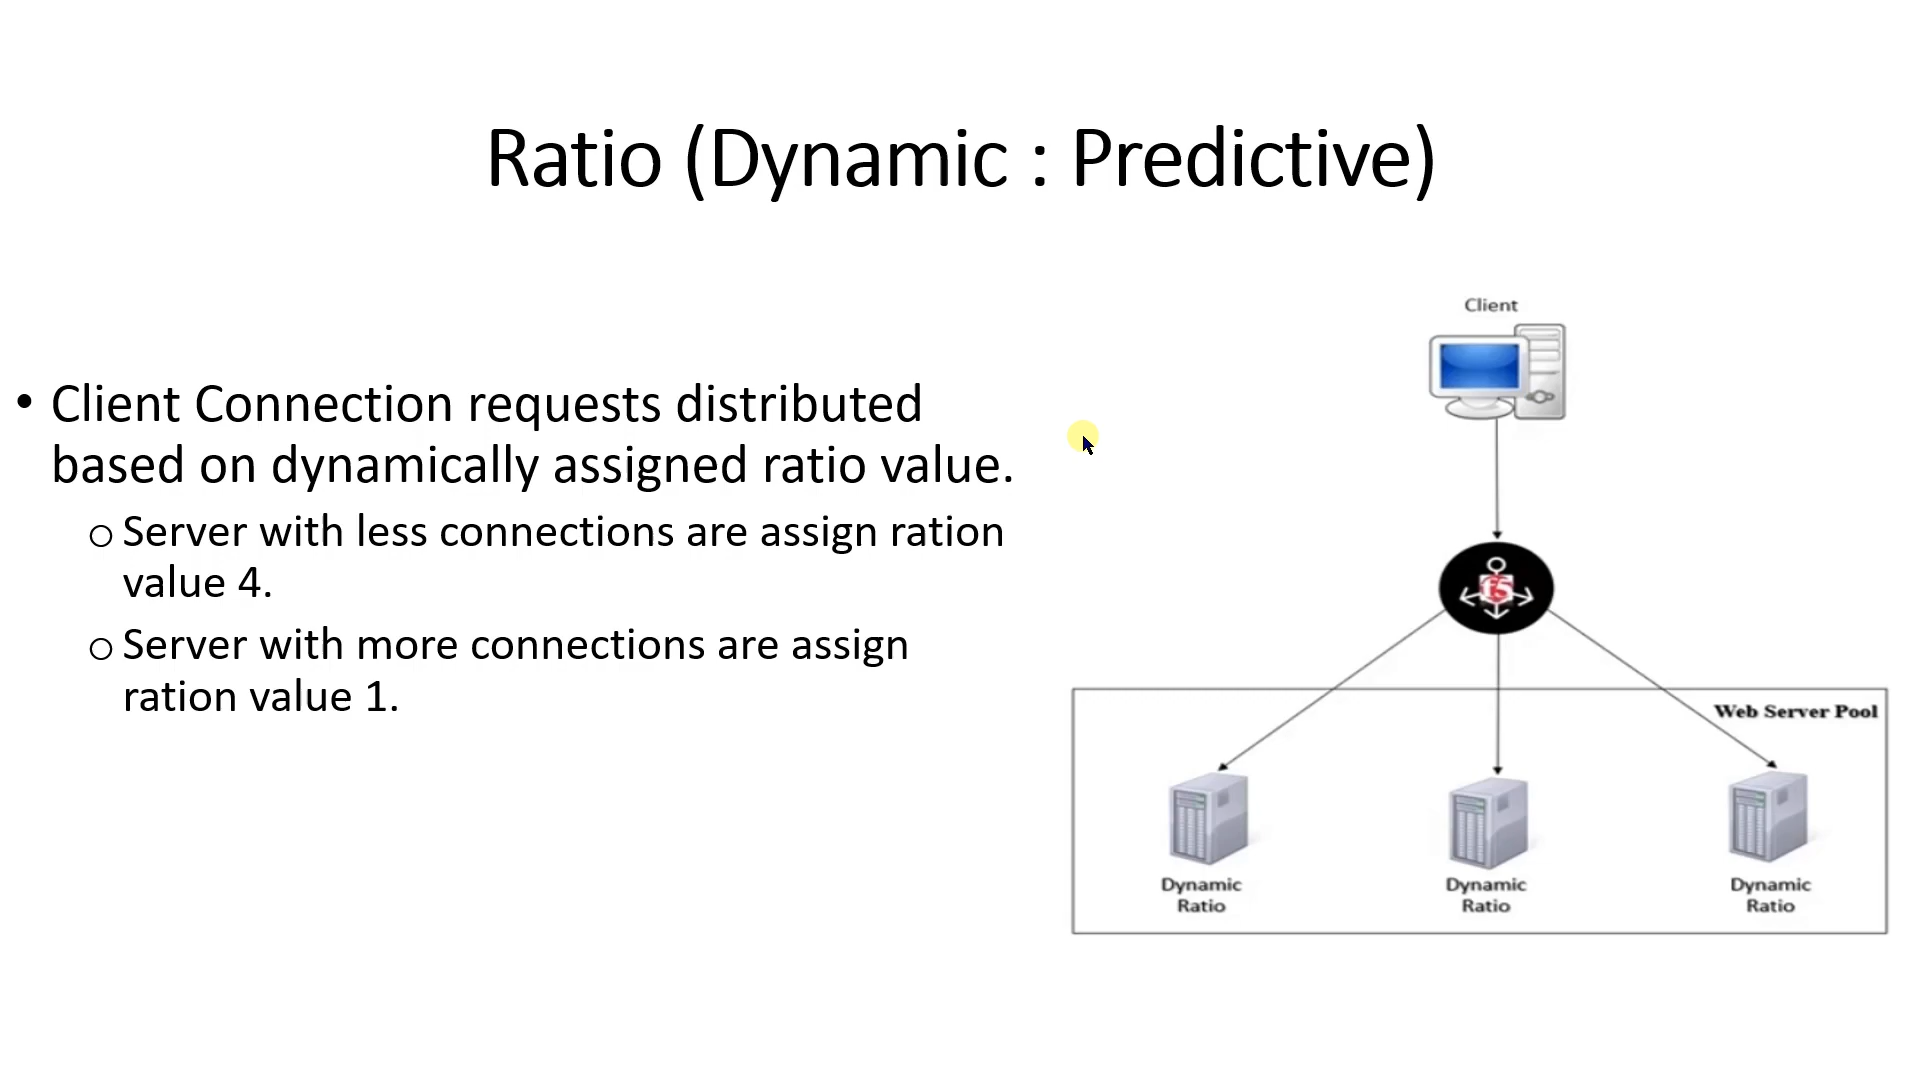 Ratio (Dynamic : Predictive)
• Client Connection requests distributed
based on dynamically assigned ratio value.
o Server with less connections are assign ration
value 4.
o Server with more connections are assign
ration value 1.
Client
f5
Web Server Pool
Dynamic
Ratio
Dynamic
Ratio
Dynamic
Ratio